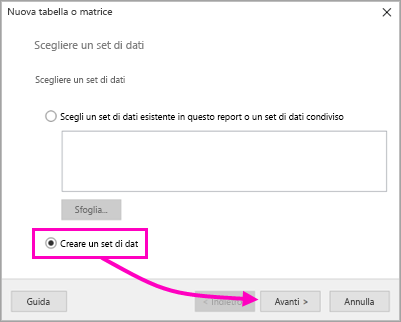 Nuova tabella o matrice
Scegliere un set di dati
Scegliere un set di dati
Scegli un set di dati esistente in questo report o un set di dati condiviso
Sfoglia...
Creare un set di dat
Guida
< Indietro
Avanti >
Annulla